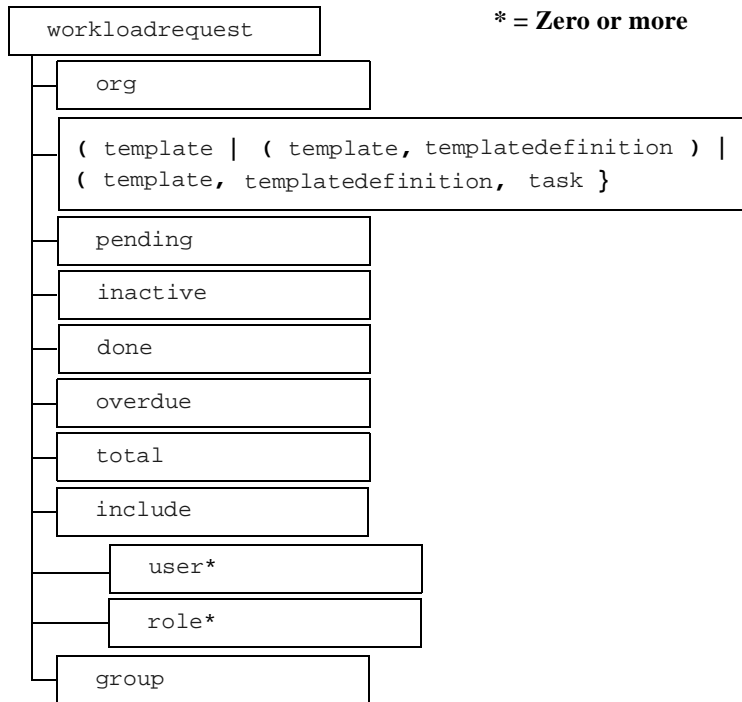 workloadrequest
* = Zero or more
org
( template | ( template, templatedefinition ) |
( template, templatedefinition, task }
pending
inactive
done
overdue
total
include
user*
role*
group